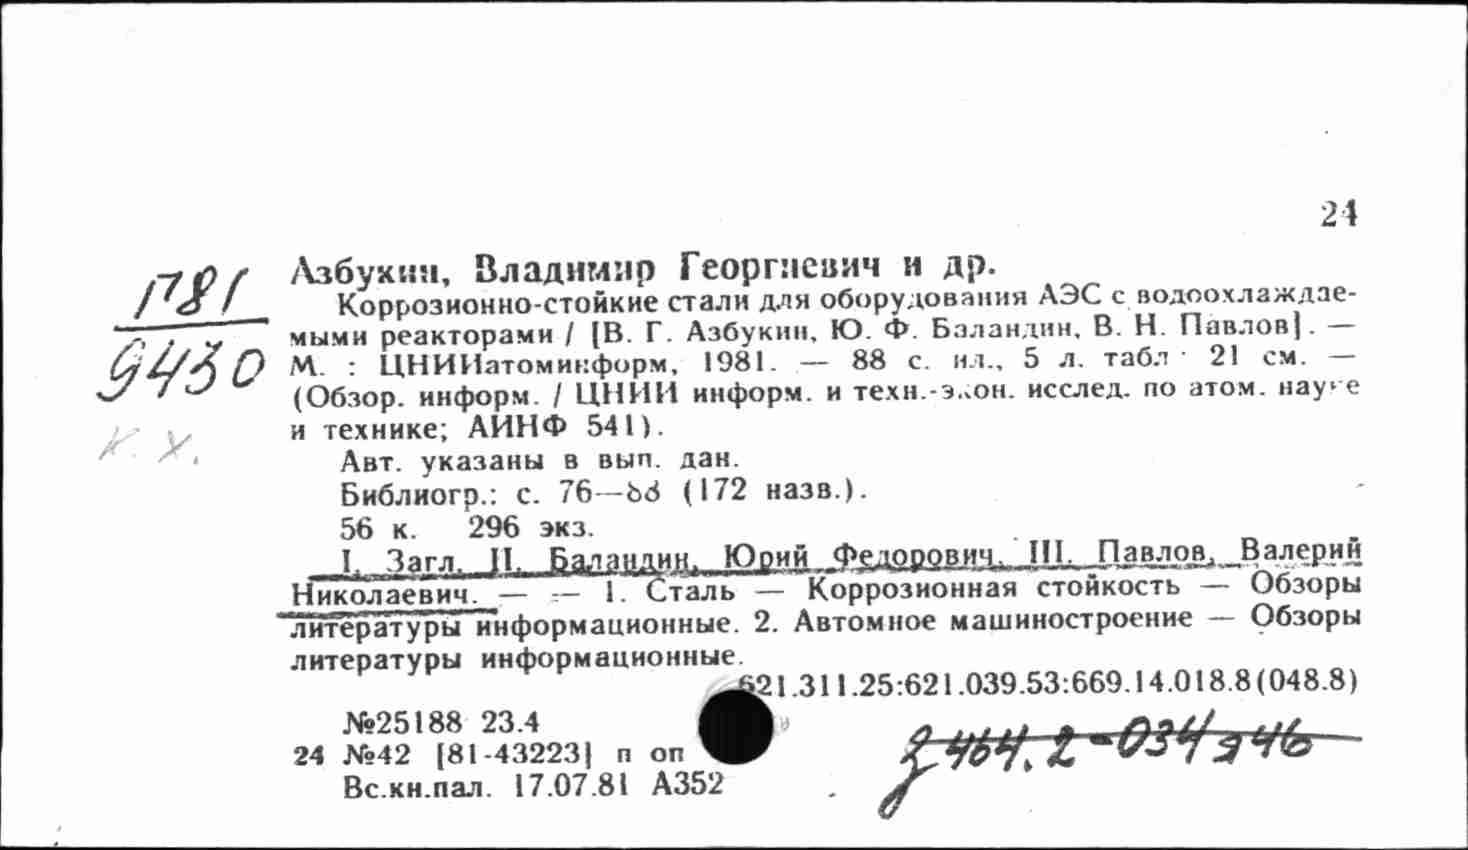 24
Азбукин, Владимир Георгиевич и др.
П81
9430
К. Х.
Коррозионно-стойкие стали для оборудования АЭС с водоохлаждае-
мыми реакторами / [В. Г. Азбукин, Ю. Ф. Баландин, В. Н. Павлов]. —
М. : ЦНИИатоминформ, 1981. — 88 с. ил., 5 л. табл · 21 см. —
(Обзор. информ. / ЦНИИ информ. и техн.-экон. исслед. по атом. науке
и технике; АИНФ 541).
Авт. указаны в вып. дан.
Библиогр.: с. 76—88 (172 назв.).
56 к. 296 экз.
I. Загл. II. Баландин, Юрий Федорович. III. Павлов, Валерий
Николаевич. — — 1. Сталь — Коррозионная стойкость — Обзоры
литературы информационные. 2. Автомное машиностроение — Обзоры
литературы информационные.
621.311.25:621.039.53:669.14.018.8(048.8)
№25188 23.4
24 №42 [81-43223] п оп
Вс.кн.пал. 17.07.81 А352
464.2-034 я46